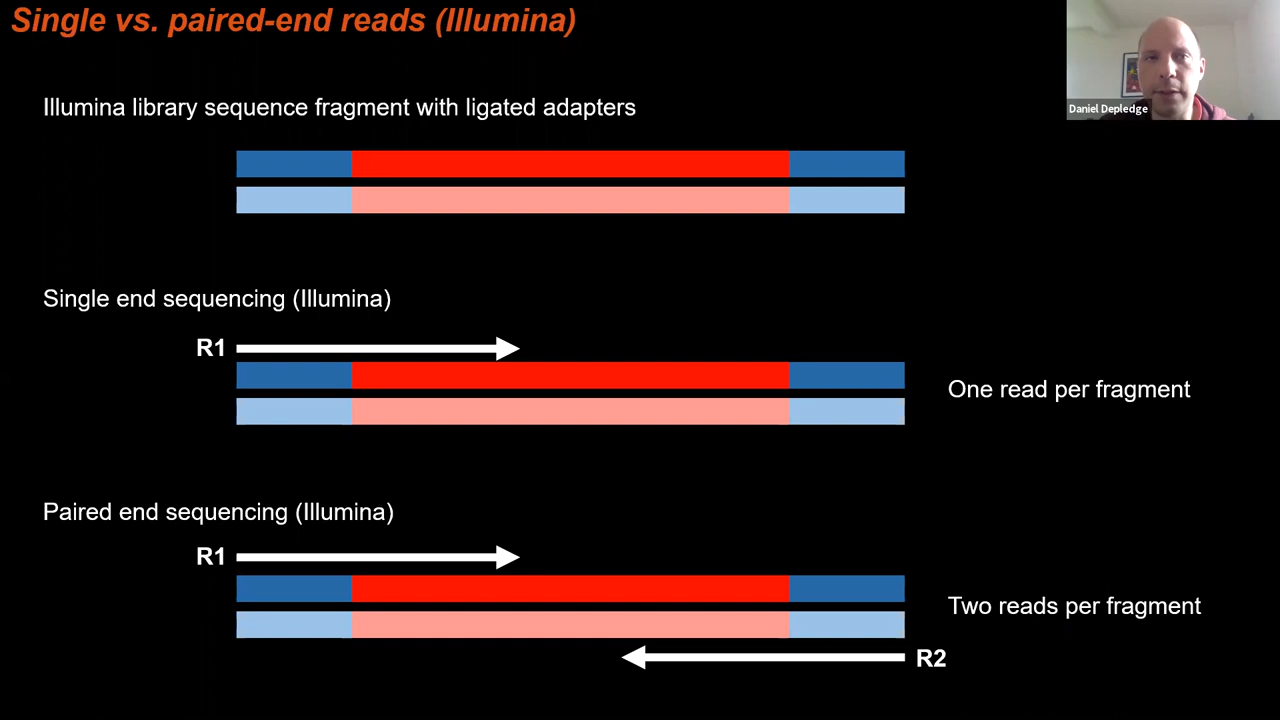 Single vs. paired-end reads (Illumina)
Daniel Depledge
Illumina library sequence fragment with ligated adapters
Single end sequencing (Illumina)
R1
One read per fragment
Paired end sequencing (Illumina)
R1
Two reads per fragment
R2